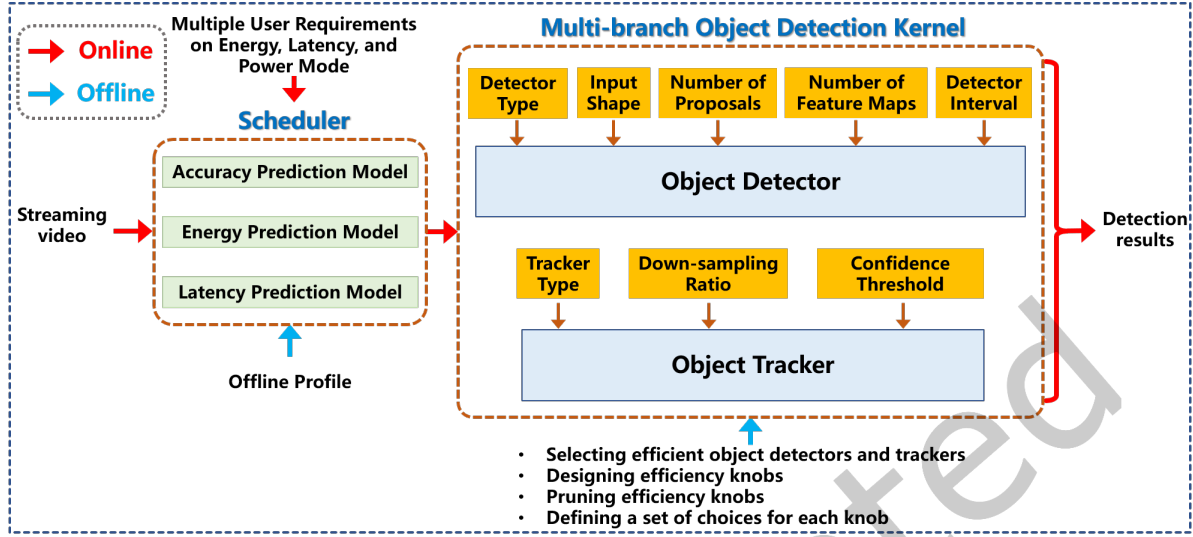 Online
Offline
Multiple User Requirements
on Energy, Latency, and
Power Mode
Scheduler
Accuracy Prediction Model
Energy Prediction Model
Latency Prediction Model
Streaming
video
Offline Profile
Multi-branch Object Detection Kernel
Detector
Type
Input
Shape
Number of
Proposals
Number of
Feature Maps
Detector
Interval
Object Detector
Tracker
Type
Down-sampling
Ratio
Confidence
Threshold
Object Tracker
Detection
results
• Selecting efficient object detectors and trackers
• Designing efficiency knobs
• Pruning efficiency knobs
• Defining a set of choices for each knob